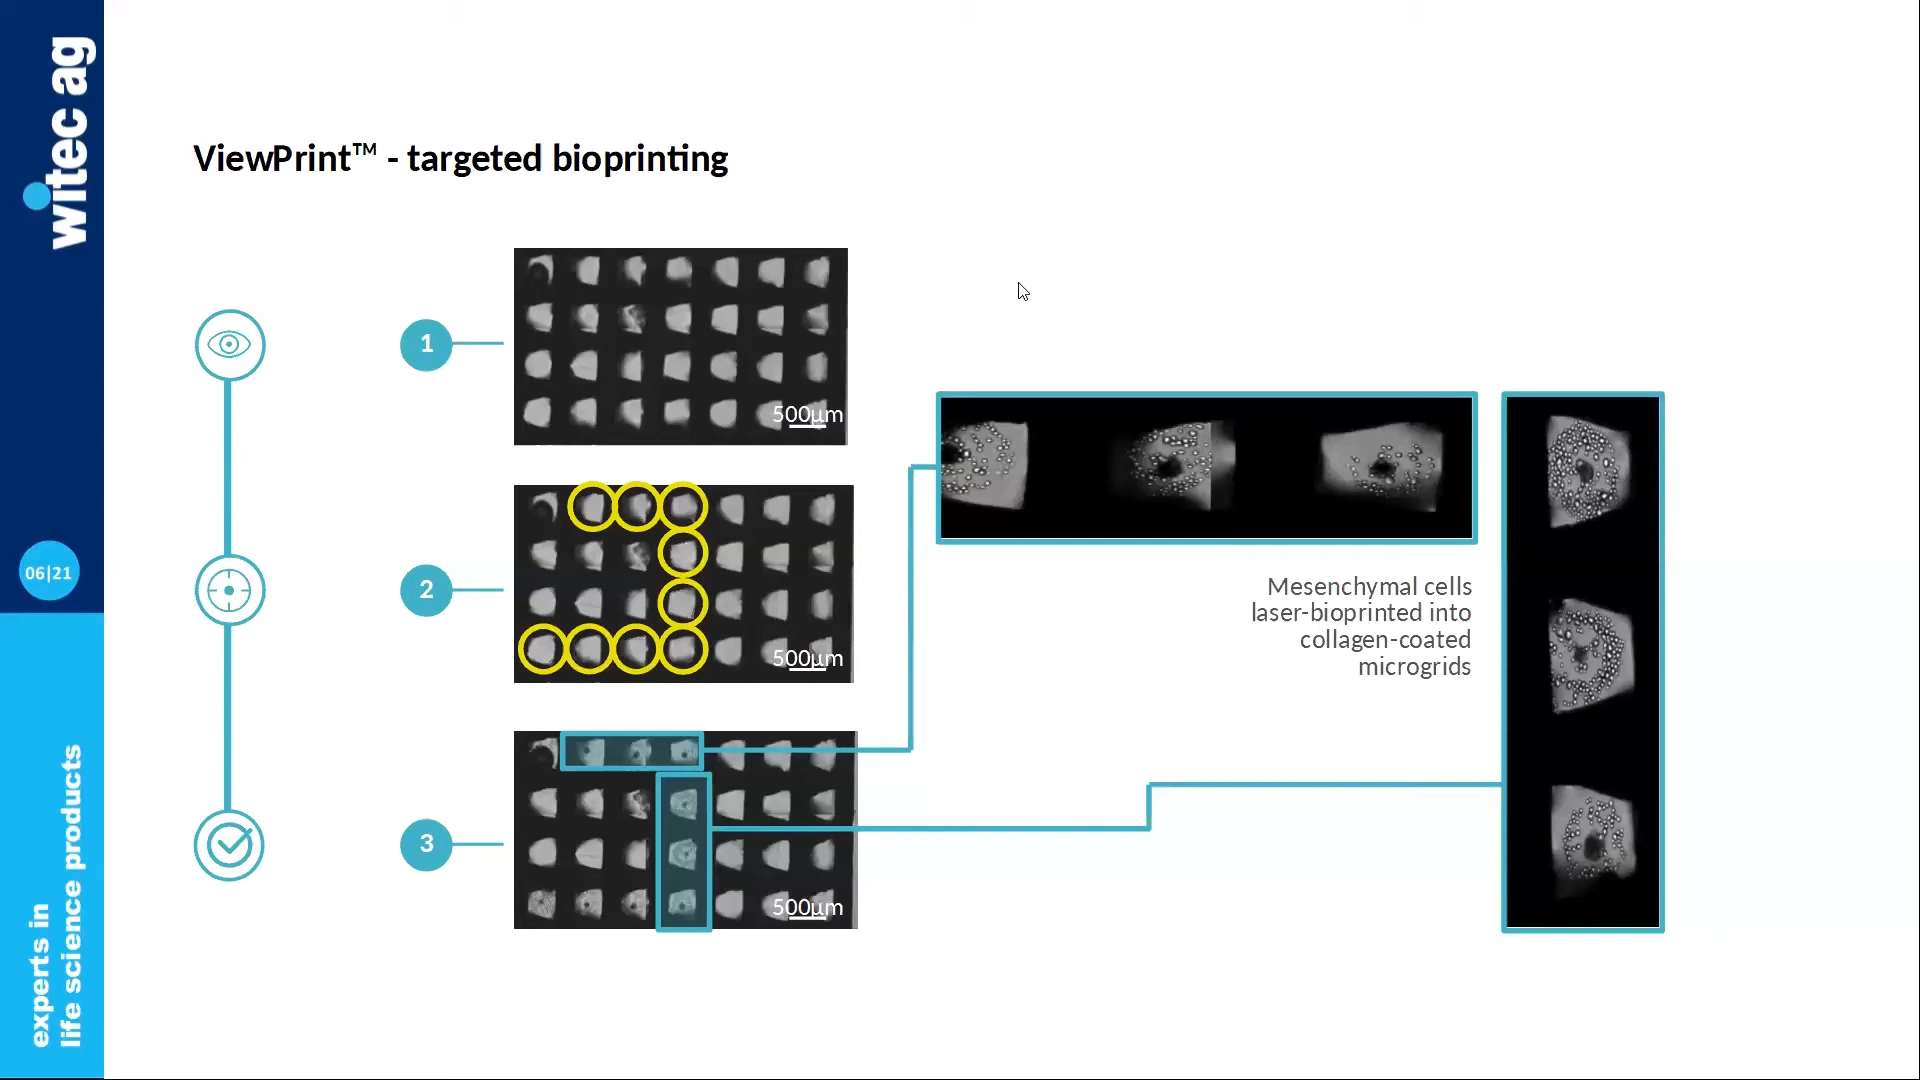 witec ag
ViewPrint™ - targeted bioprinting
1
500µm
2
500µm
3
500µm
Mesenchymal cells
laser-bioprinted into
collagen-coated
microgrids
06|21
experts in
life science products